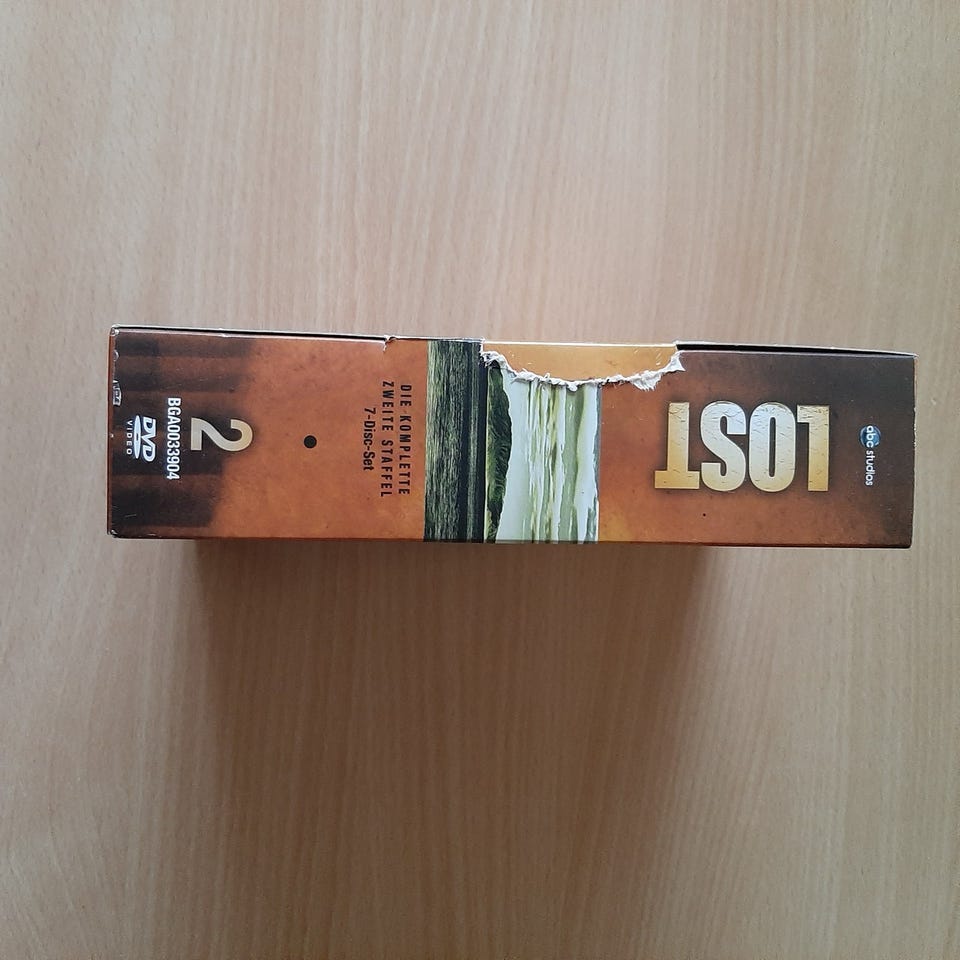 abc studios
LOST
DIE KOMPLETTE
ZWEITE STAFFEL
7-Disc-Set
2
BGA0033904
DVD
VIDEO